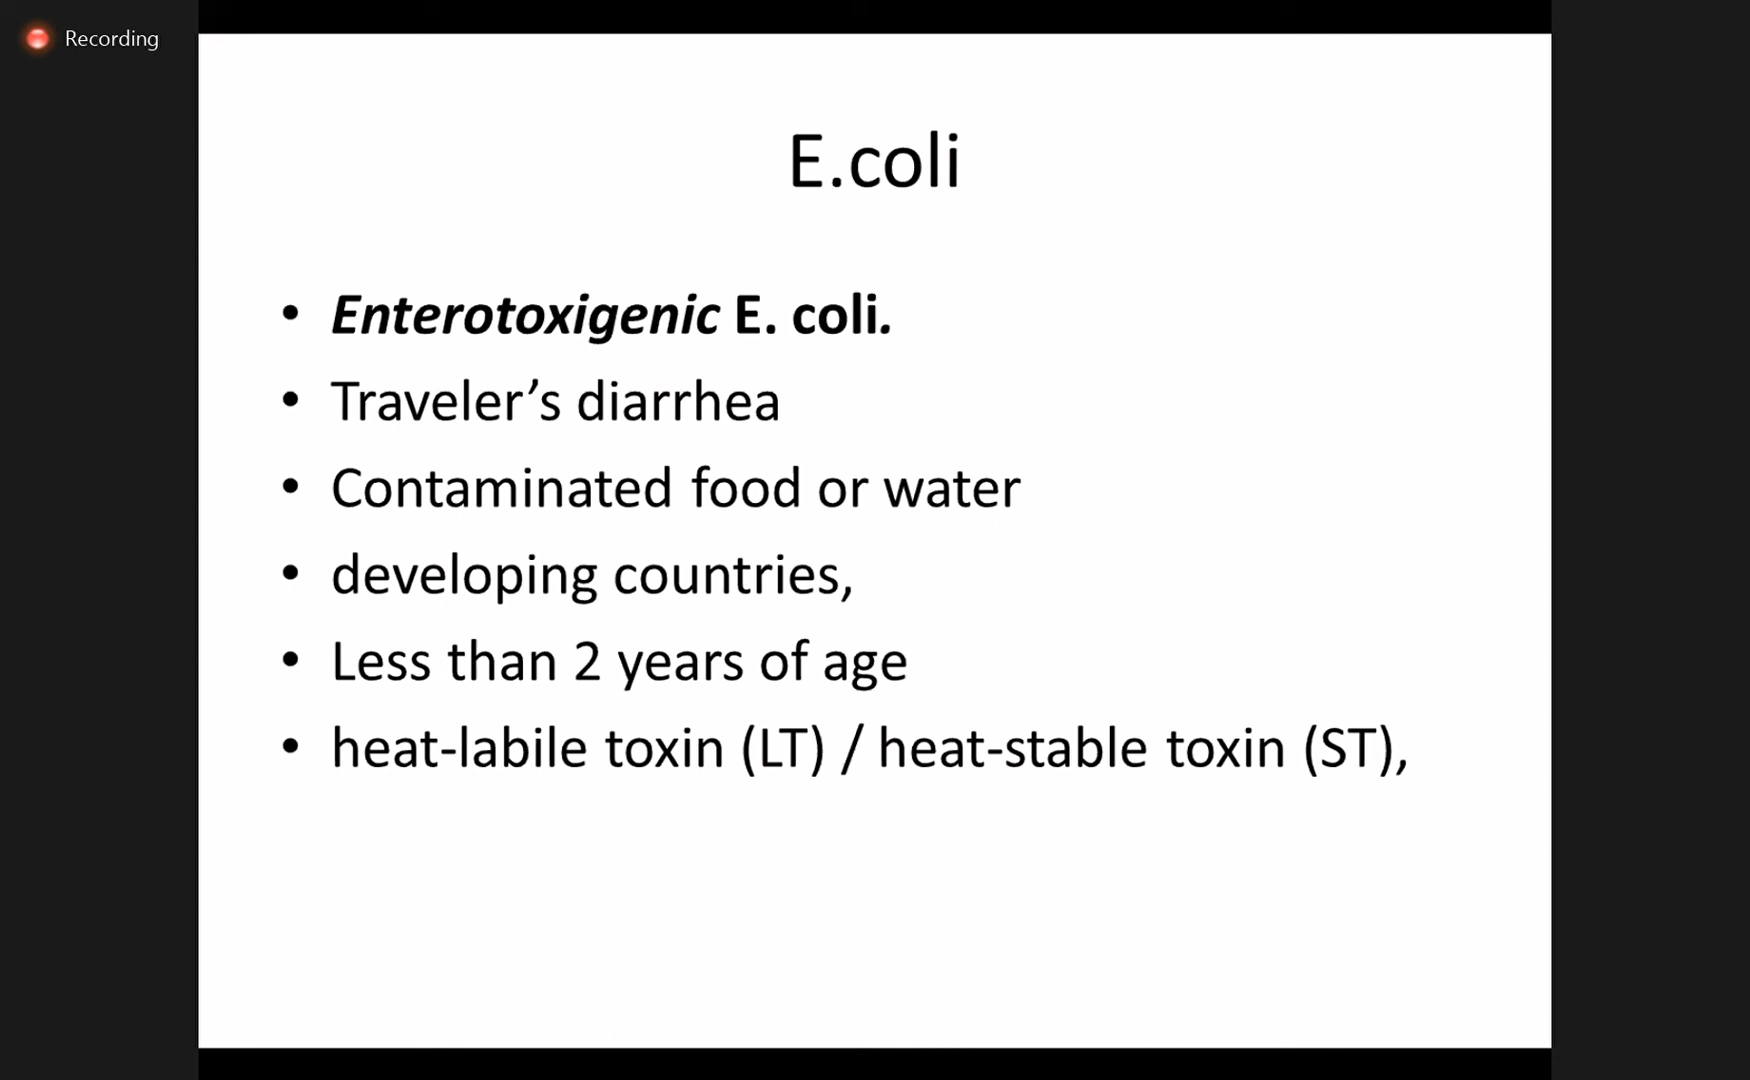 Recording
E.coli
• Enterotoxigenic E. coli.
• Traveler’s diarrhea
• Contaminated food or water
• developing countries,
• Less than 2 years of age
• heat-labile toxin (LT) / heat-stable toxin (ST),